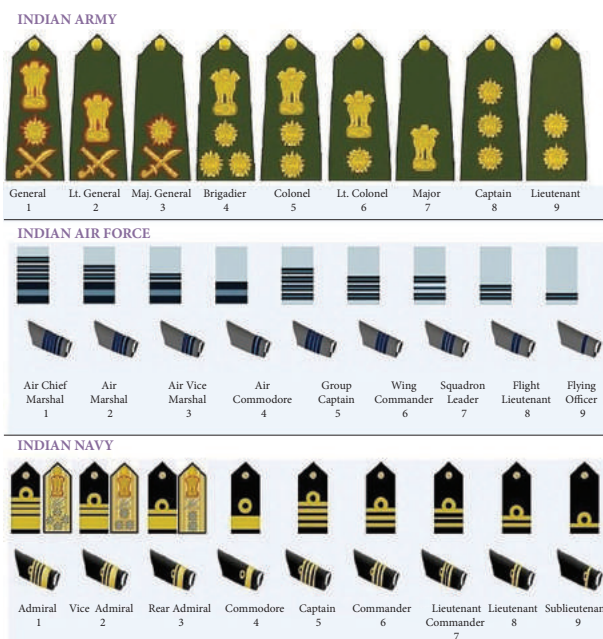 INDIAN ARMY
General Lt. General Maj. General Brigadier Colonel Lt. Colonel Major Captain Lieutenant
1 2 3 4 5 6 7 8 9
INDIAN AIR FORCE
Air Chief Air Air Vice Air Group Wing Squadron Flight Flying
Marshal Marshal Marshal Commodore Captain Commander Leader Lieutenant Officer
1 2 3 4 5 6 7 8 9
INDIAN NAVY
Admiral Vice Admiral Rear Admiral Commodore Captain Commander Lieutenant Lieutenant Sublieutenant
1 2 3 4 5 6 Commander 8 9
7